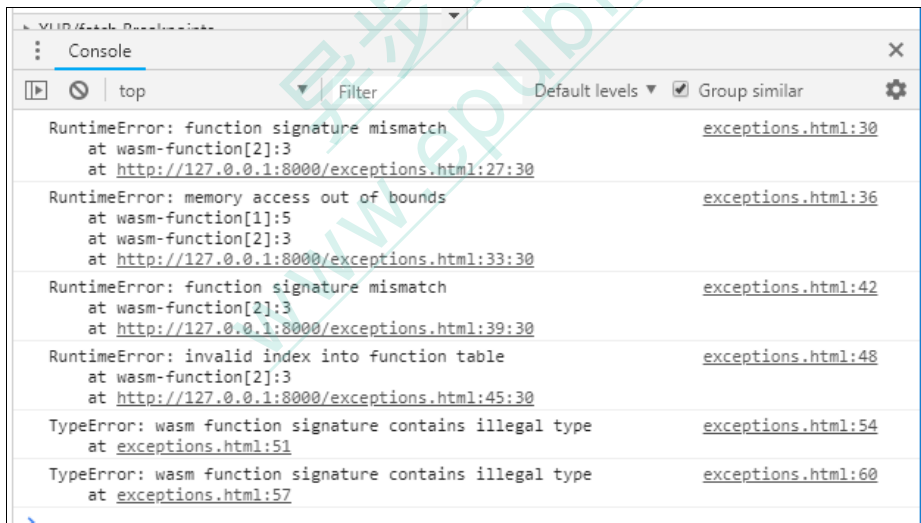 XHR/fetch Breakpoints
Console
top Filter Default levels Group similar
RuntimeError: function signature mismatch exceptions.html:30
at wasm-function[2]:3
at http://127.0.0.1:8000/exceptions.html:27:30
RuntimeError: memory access out of bounds exceptions.html:36
at wasm-function[1]:5
at wasm-function[2]:3
at http://127.0.0.1:8000/exceptions.html:33:30
RuntimeError: function signature mismatch exceptions.html:42
at wasm-function[2]:3
at http://127.0.0.1:8000/exceptions.html:39:30
RuntimeError: invalid index into function table exceptions.html:48
at wasm-function[2]:3
at http://127.0.0.1:8000/exceptions.html:45:30
TypeError: wasm function signature contains illegal type exceptions.html:54
at exceptions.html:51
TypeError: wasm function signature contains illegal type exceptions.html:60
at exceptions.html:57
异步
www.epub